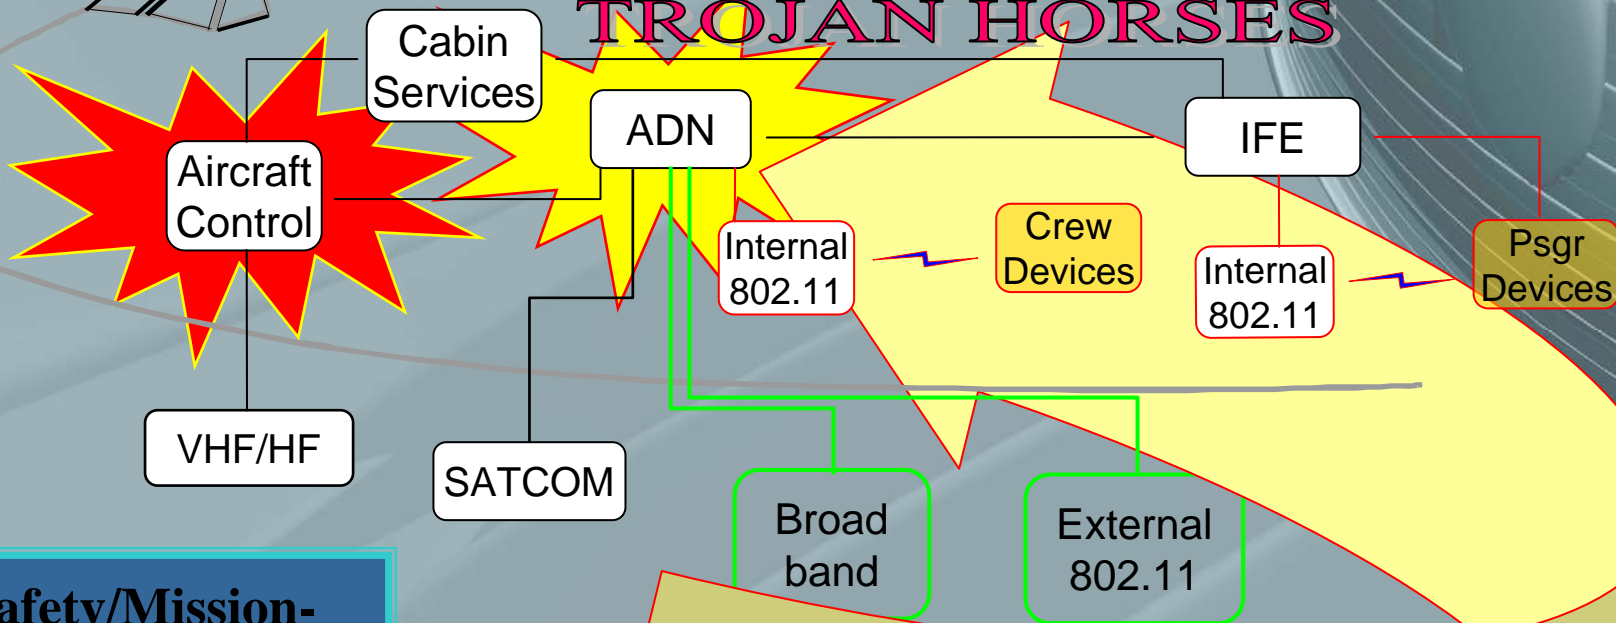 TROJAN HORSES
Cabin
Services
ADN
IFE
Aircraft
Control
Internal
802.11
Crew
Devices
Internal
802.11
Psgr
Devices
VHF/HF
SATCOM
Broad
band
External
802.11
afety/Mission-